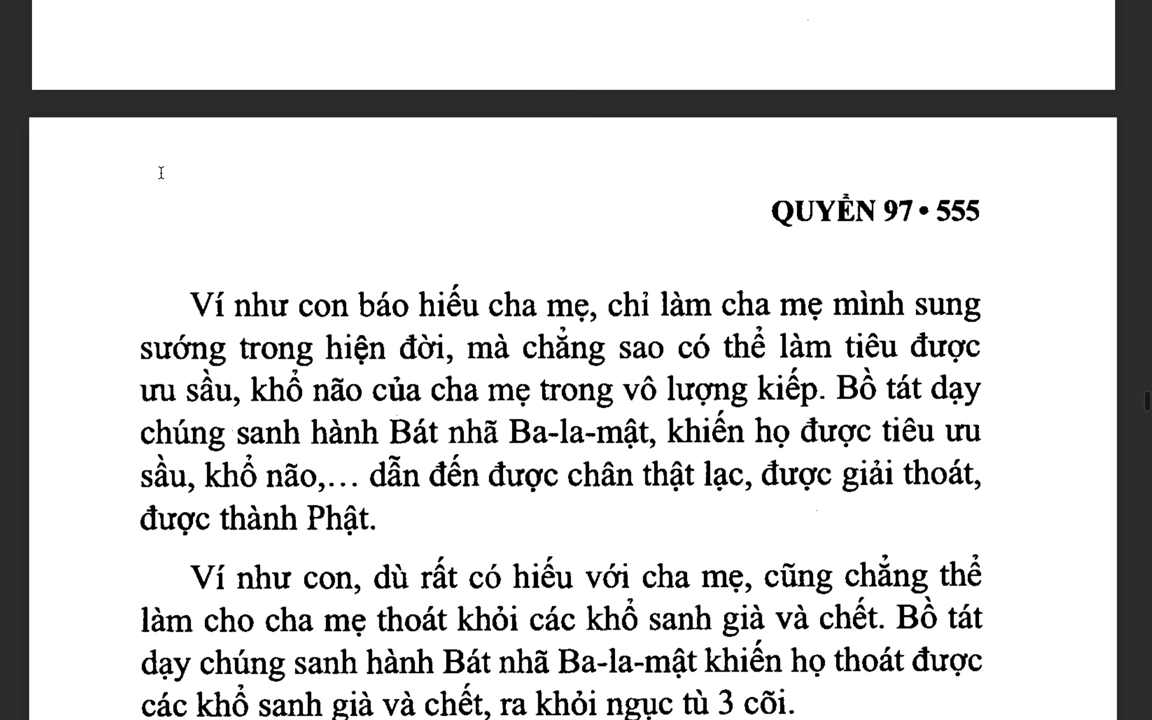 QUYỂN 97 • 555
Ví như con báo hiếu cha mẹ, chỉ làm cha mẹ mình sung
sướng trong hiện đời, mà chẳng sao có thể làm tiêu được
ưu sầu, khổ não của cha mẹ trong vô lượng kiếp. Bồ tát dạy
chúng sanh hành Bát nhã Ba-la-mật, khiến họ được tiêu ưu
sầu, khổ não,... dẫn đến được chân thật lạc, được giải thoát,
được thành Phật.
Ví như con, dù rất có hiếu với cha mẹ, cũng chẳng thể
làm cho cha mẹ thoát khỏi các khổ sanh già và chết. Bồ tát
dạy chúng sanh hành Bát nhã Ba-la-mật khiến họ thoát được
các khổ sanh già và chết, ra khỏi ngục tù 3 cõi.